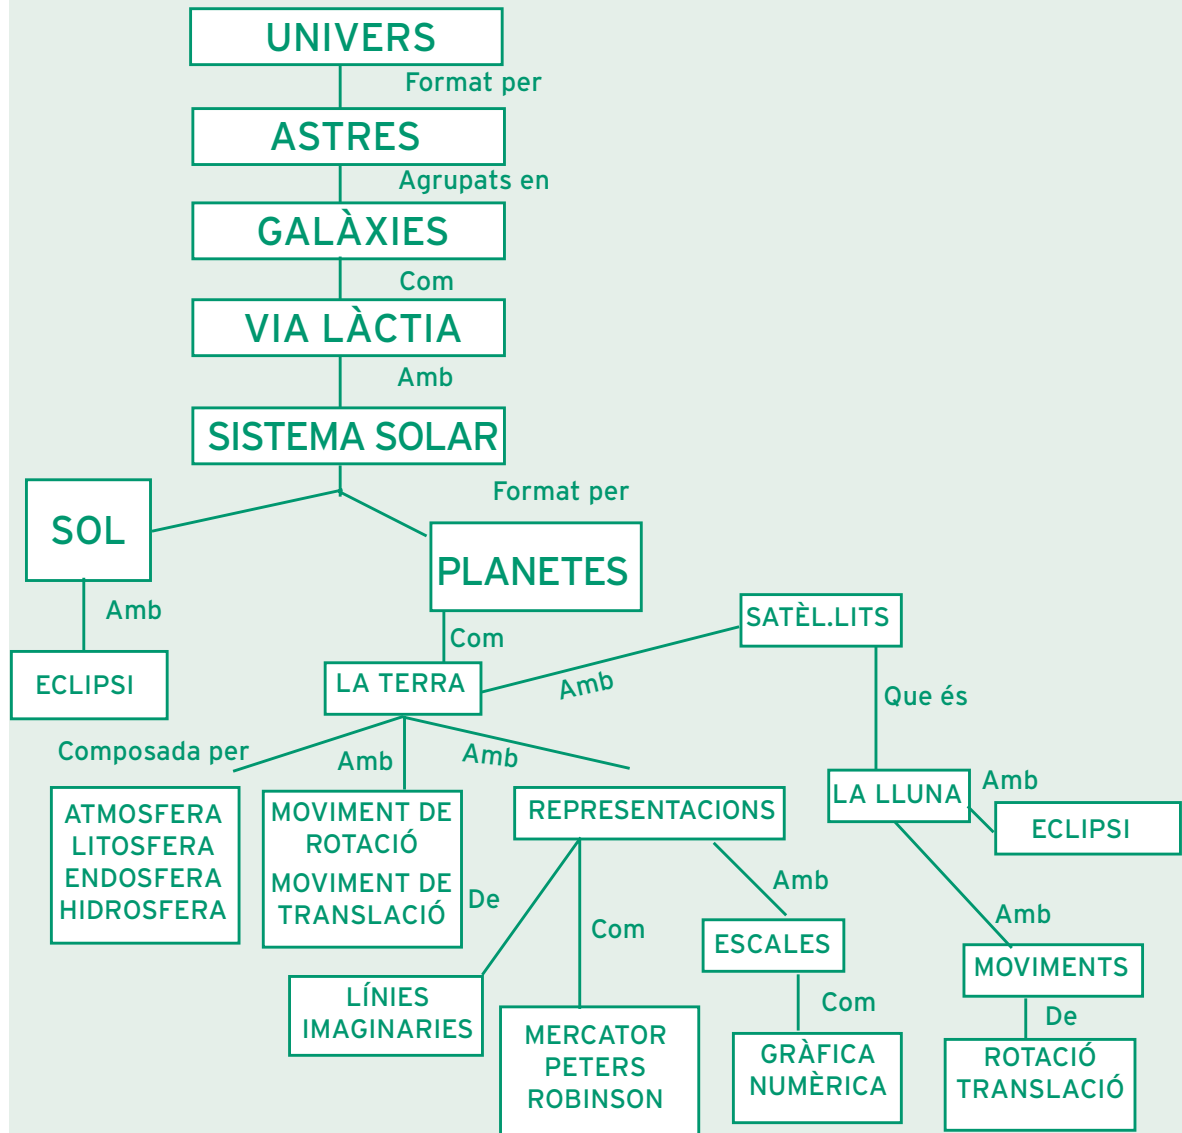 UNIVERS
Format per
ASTRES
Agrupats en
GALÀXIES
Com
VIA LÀCTIA
Amb
SISTEMA SOLAR
Format per
SOL
PLANETES
Amb
Com
SATÈL.LITS
ECLIPSI
LA TERRA
Amb
Que és
Composada per
Amb
Amb
LA LLUNA
Amb
ECLIPSI
ATMOSFERA
LITOSFERA
ENDOSFERA
HIDROSFERA
MOVIMENT DE
ROTACIÓ
MOVIMENT DE
TRANSLACIÓ
REPRESENTACIONS
De
Com
Amb
Amb
ESCALES
MOVIMENTS
LÍNIES
IMAGINARIES
Com
De
MERCATOR
PETERS
ROBINSON
GRÀFICA
NUMÈRICA
ROTACIÓ
TRANSLACIÓ